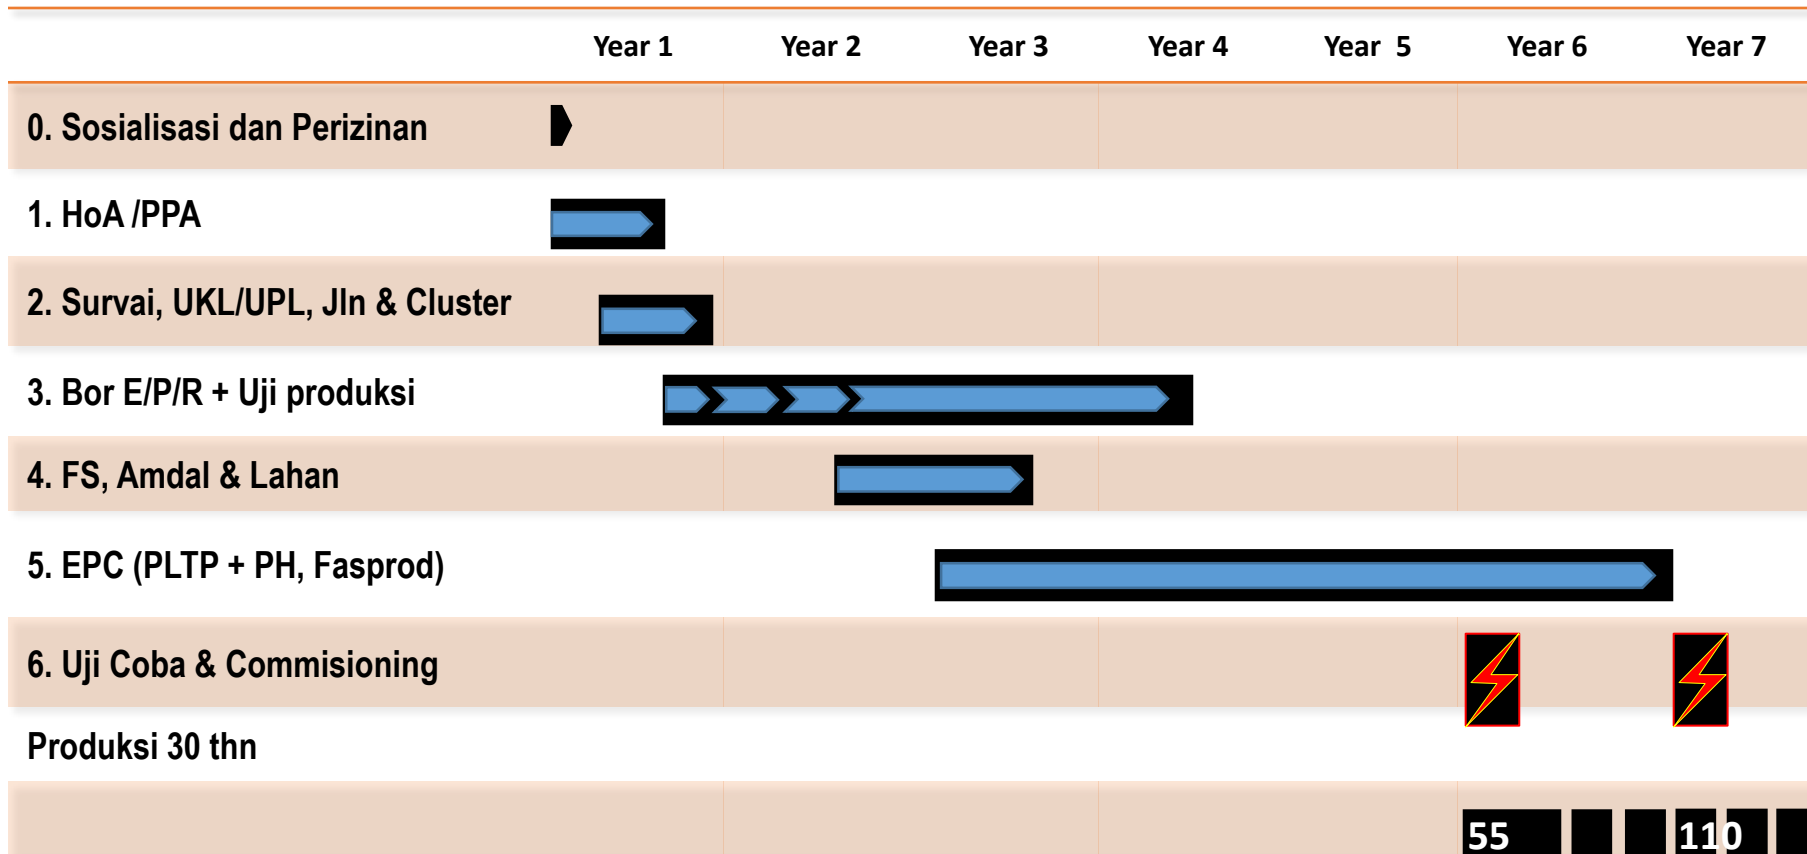 Year 1 Year 2 Year 3 Year 4 Year  5 Year 6 Year 7
0. Sosialisasi dan Perizinan
1. HoA /PPA
2. Survai, UKL/UPL, Jln & Cluster
3. Bor E/P/R + Uji produksi
4. FS, Amdal & Lahan
5. EPC (PLTP + PH, Fasprod)
6. Uji Coba & Commisioning
Produksi 30 thn
55 110